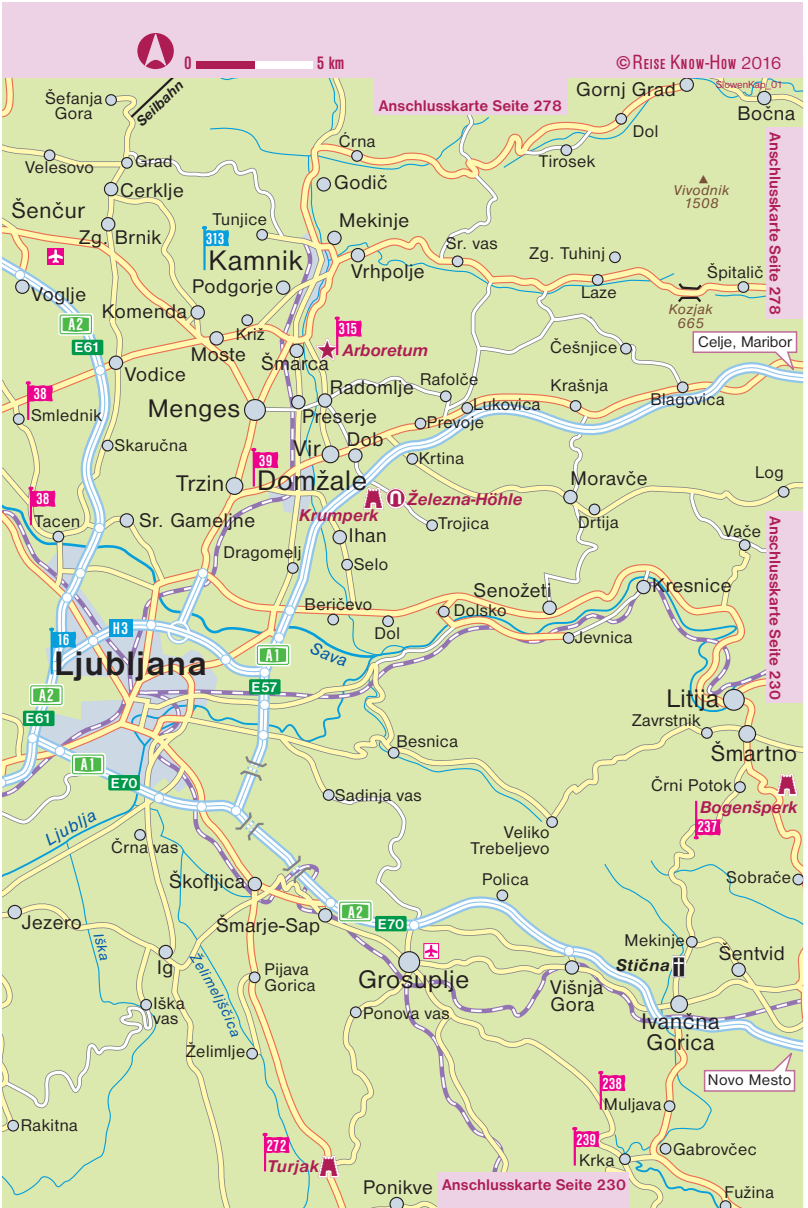 0 5 km
©REISE KNOW-HOW 2016
SlowenKap_01
Anschlusskarte Seite 278
Gornj Grad
Bočna
Šefanja
Gora
Seilbahn
Dol
Črna
Tirosek
Velesovo
Grad
Godič
Cerklje
Vivodnik
1508
Anschlusskarte Seite 278
Šenčur
Zg. Brnik
Tunjice
Mekinje
313
Kamnik
Sr. vas
Zg. Tuhinj
Vrhpolje
Podgorje
Špitalič
Laze
Voglje
Komenda
Kozjak
665
A2
E61
Križ
315
Moste
Arboretum
Šmarca
Češnjice
Celje, Maribor
Vodice
Radomlje
Rafolče
Krašnja
Blagovica
38
Smlednik
Menges
Preserje
Lukovica
Prevoje
Skaručna
Vir
Dob
39
Krtina
Trzin
Domžale
Moravče
Log
38
Železna-Höhle
Krumperk
Tacen
Sr. Gameljne
Trojica
Drtija
Ihan
Vače
Dragomelj
Selo
Anschlusskarte Seite 230
Senožeti
Kresnice
Beričevo
Dolsko
Dol
16
H3
Jevnica
A1
Sava
Ljubljana
E57
A2
Litija
E61
Zavrstnik
Besnica
Šmartno
A1
E70
Črni Potok
Sadinja vas
Bogenšperk
237
Ljublja
Veliko
Trebeljevo
Črna vas
Škofljica
Polica
Sobrače
A2
E70
Jezero
Šmarje-Sap
Iška
Mekinje
Šentvid
Ig
Želimeljščica
Stična
Pijava
Gorica
Grosuplje
Višnja
Gora
Iška
vas
Ponova vas
Ivančna
Gorica
Želimlje
Novo Mesto
238
Muljava
Rakitna
239
272
Gabrovčec
Krka
Turjak
Ponikve
Anschlusskarte Seite 230
Fužina